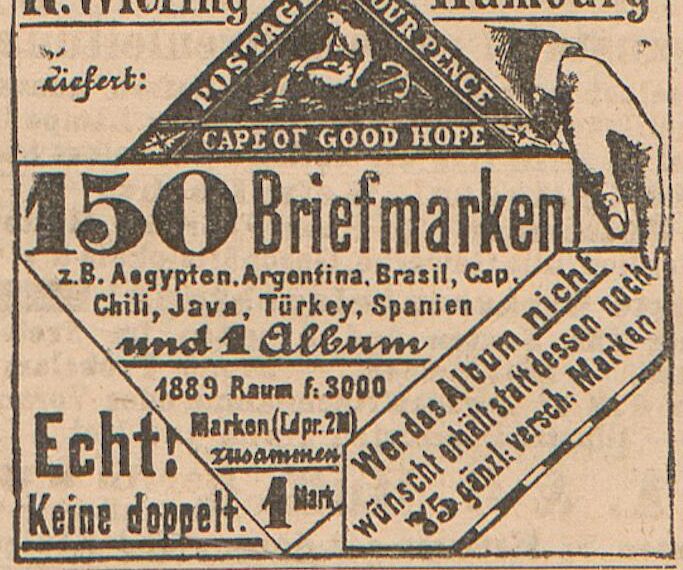 R. Wiering Hamburg
liefert:
POSTAGE FOUR PENCE
CAPE OF GOOD HOPE
150 Briefmarken
z.B. Aegypten. Argentina. Brasil, Cap.
Chili, Java, Türkey, Spanien
und 1 Album
1889 Raum f: 3000
Marken (Ldpr. 2M)
zusammen
1 Mark
Echt!
Keine doppelt.
Wer das Album nicht
wünscht erhält statt dessen noch
75 gänzl: versch: Marken